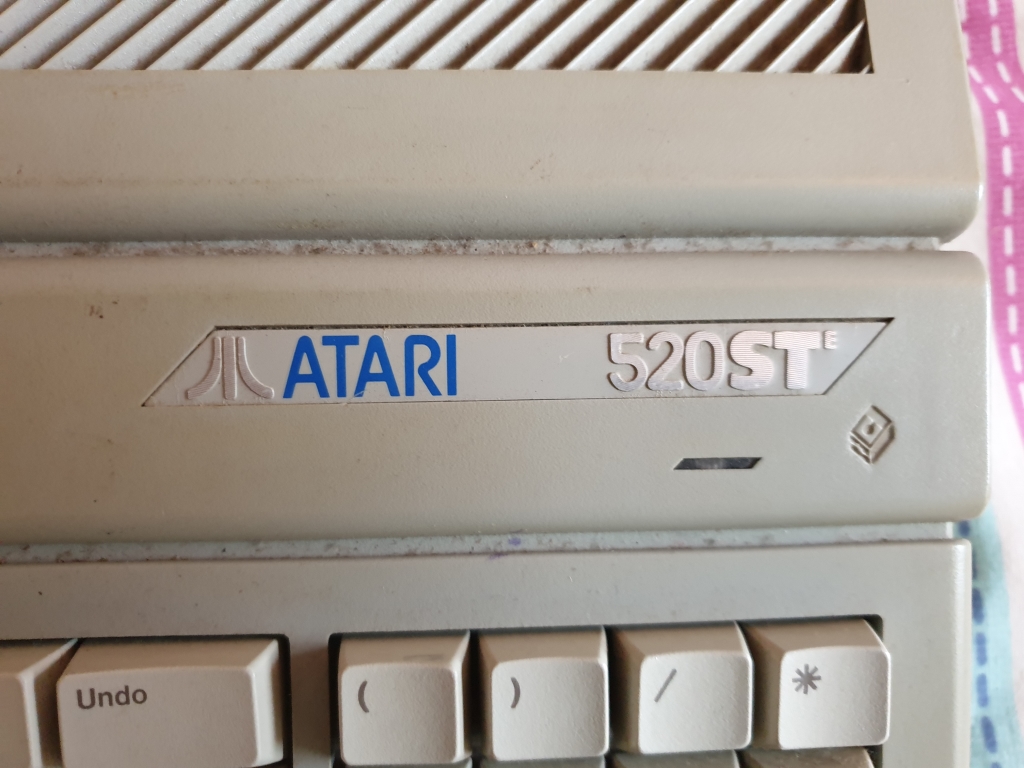 ATARI 520STE
Undo ( ) / *